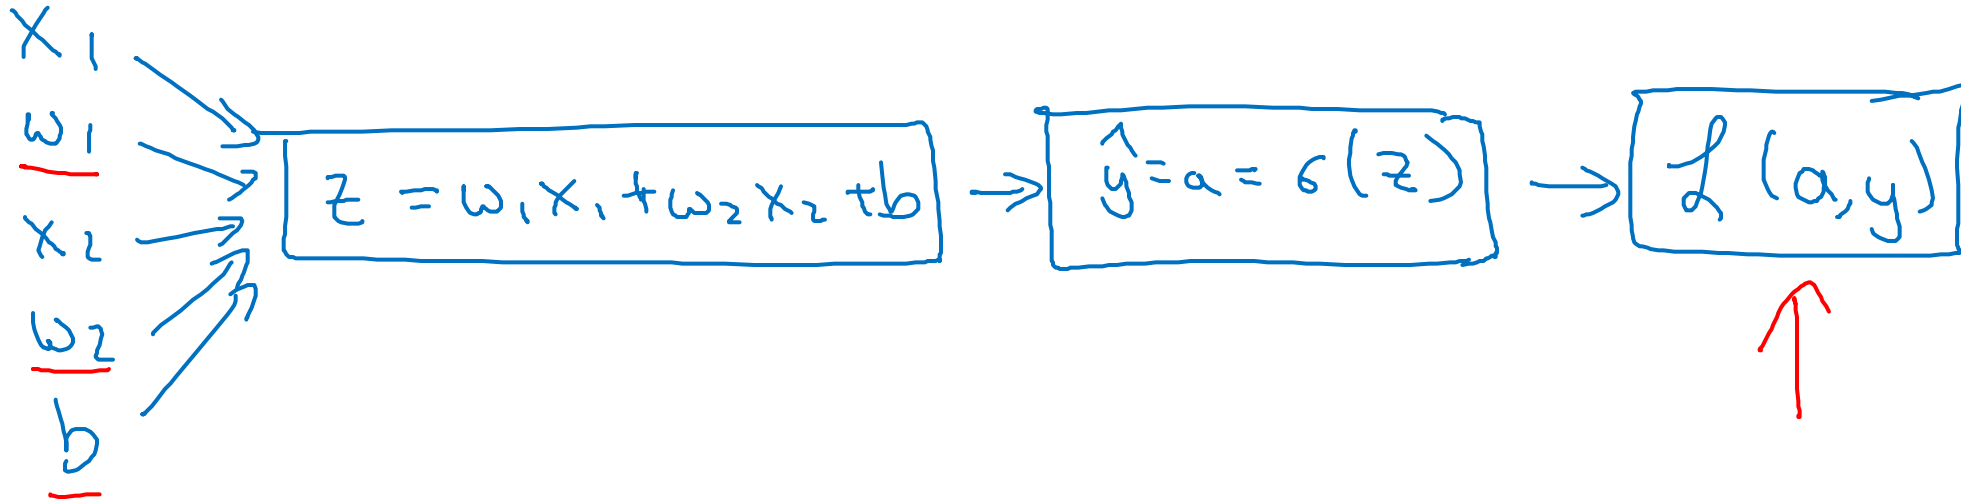 x₁
w₁
x₂
w₂
b
z = w₁x₁ + w₂x₂ + b
ŷ = a = σ(z)
ℒ(a, y)